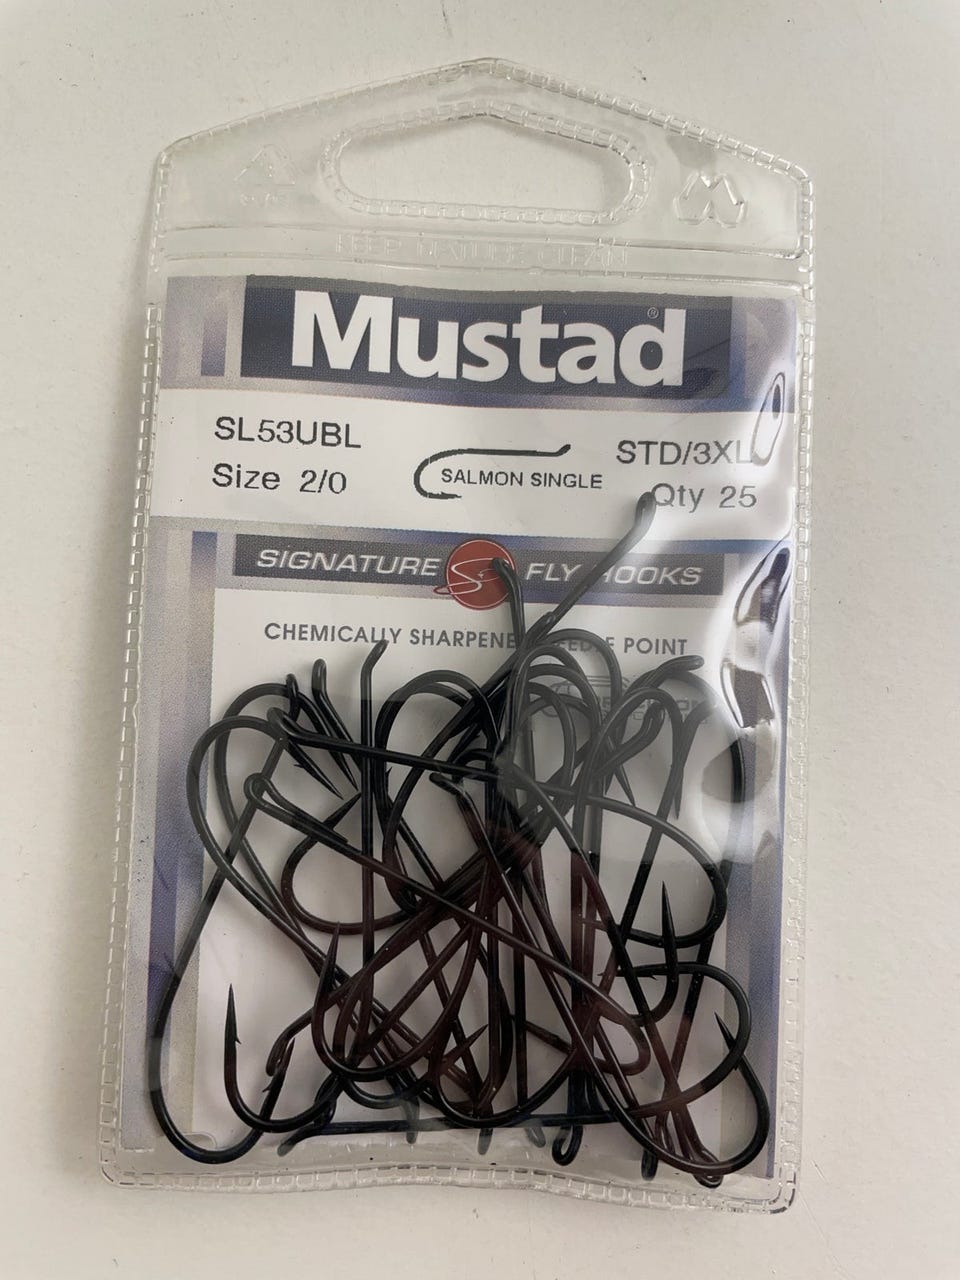 KEEP NATURE CLEAN
Mustad®
SL53UBL
STD/3XL
Size 2/0
SALMON SINGLE
Qty 25
SIGNATURE FLY HOOKS
CHEMICALLY SHARPENED NEEDLE POINT